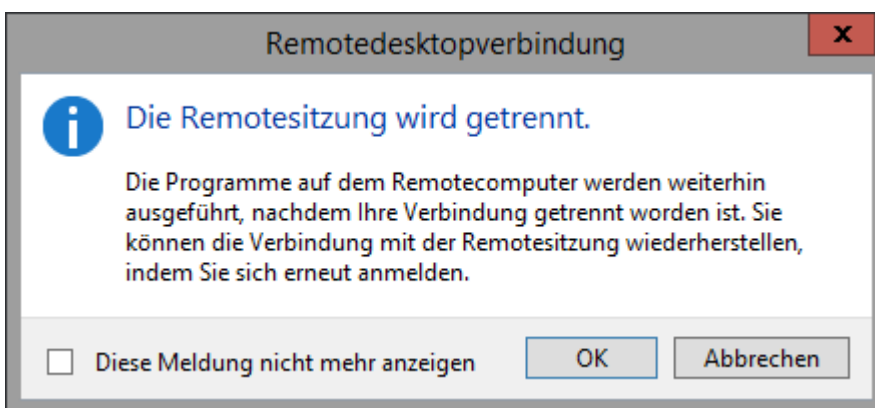 Remotedesktopverbindung
x
i
Die Remotesitzung wird getrennt.
Die Programme auf dem Remotecomputer werden weiterhin
ausgeführt, nachdem Ihre Verbindung getrennt worden ist. Sie
können die Verbindung mit der Remotesitzung wiederherstellen,
indem Sie sich erneut anmelden.
Diese Meldung nicht mehr anzeigen
OK
Abbrechen